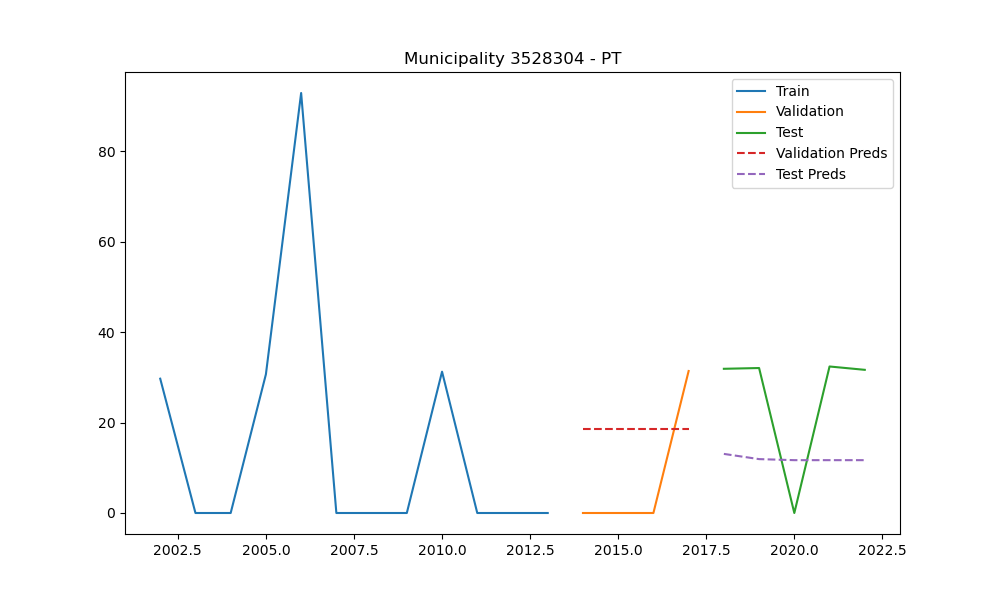 Municipality 3528304 - PT
Train
Validation
Test
Validation Preds
Test Preds
80
60
40
20
0
2002.5 2005.0 2007.5 2010.0 2012.5 2015.0 2017.5 2020.0 2022.5